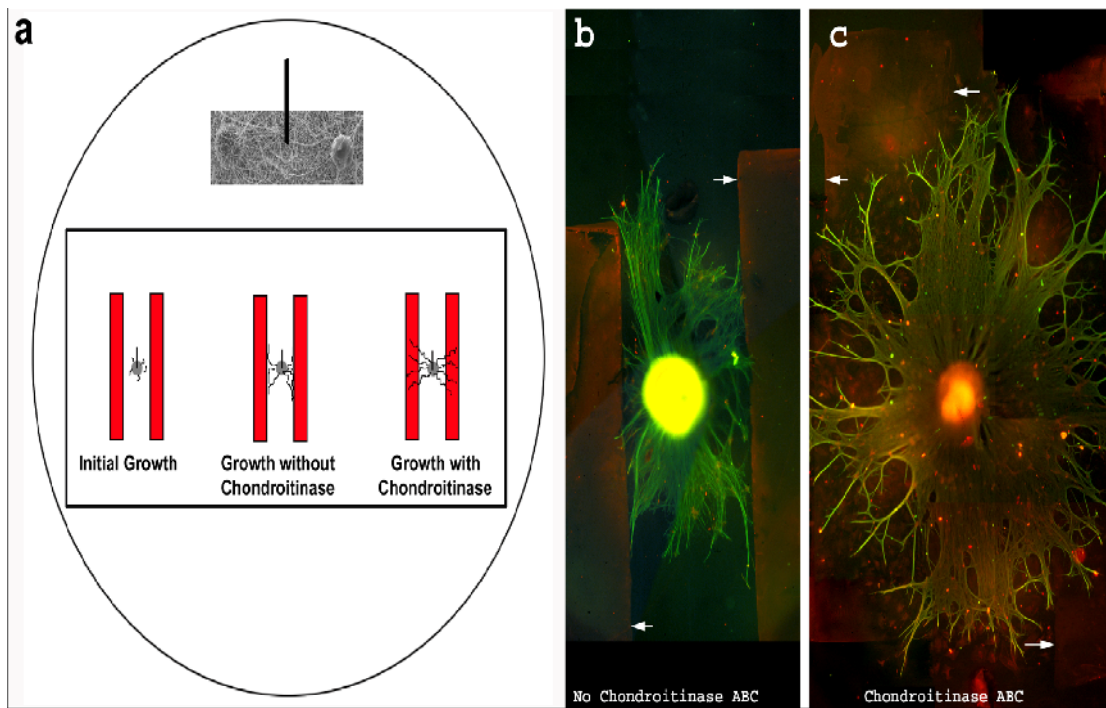 a
Initial Growth
Growth without
Chondroitinase
Growth with
Chondroitinase
b
No Chondroitinase ABC
c
Chondroitinase ABC